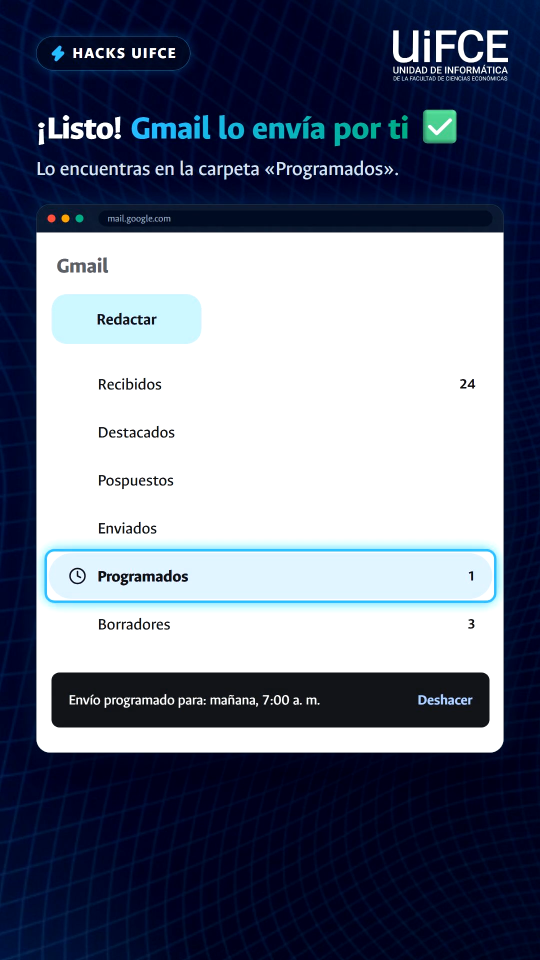 HACKS UIFCE
UiFCE
UNIDAD DE INFORMÁTICA
DE LA FACULTAD DE CIENCIAS ECONÓMICAS
¡Listo! Gmail lo envía por ti ✅
Lo encuentras en la carpeta «Programados».
mail.google.com
Gmail
Redactar
Recibidos 24
Destacados
Pospuestos
Enviados
Programados 1
Borradores 3
Envío programado para: mañana, 7:00 a. m. Deshacer